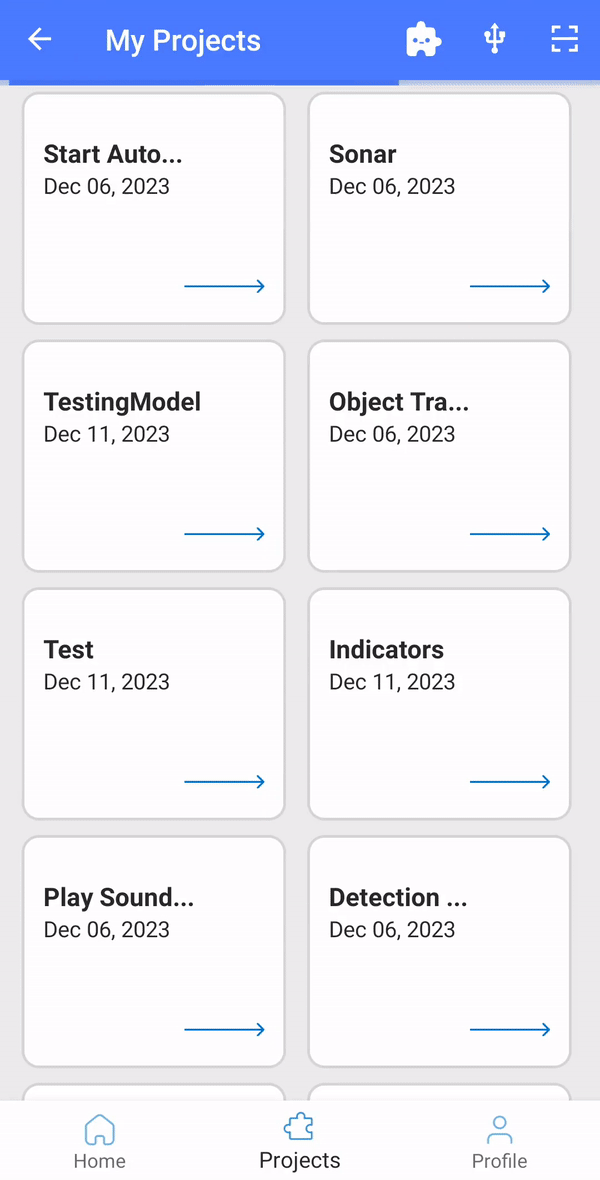 My Projects
Start Auto...
Dec 06, 2023
Sonar
Dec 06, 2023
TestingModel
Dec 11, 2023
Object Tra...
Dec 06, 2023
Test
Dec 11, 2023
Indicators
Dec 11, 2023
Play Sound...
Dec 06, 2023
Detection ...
Dec 06, 2023
Home
Projects
Profile